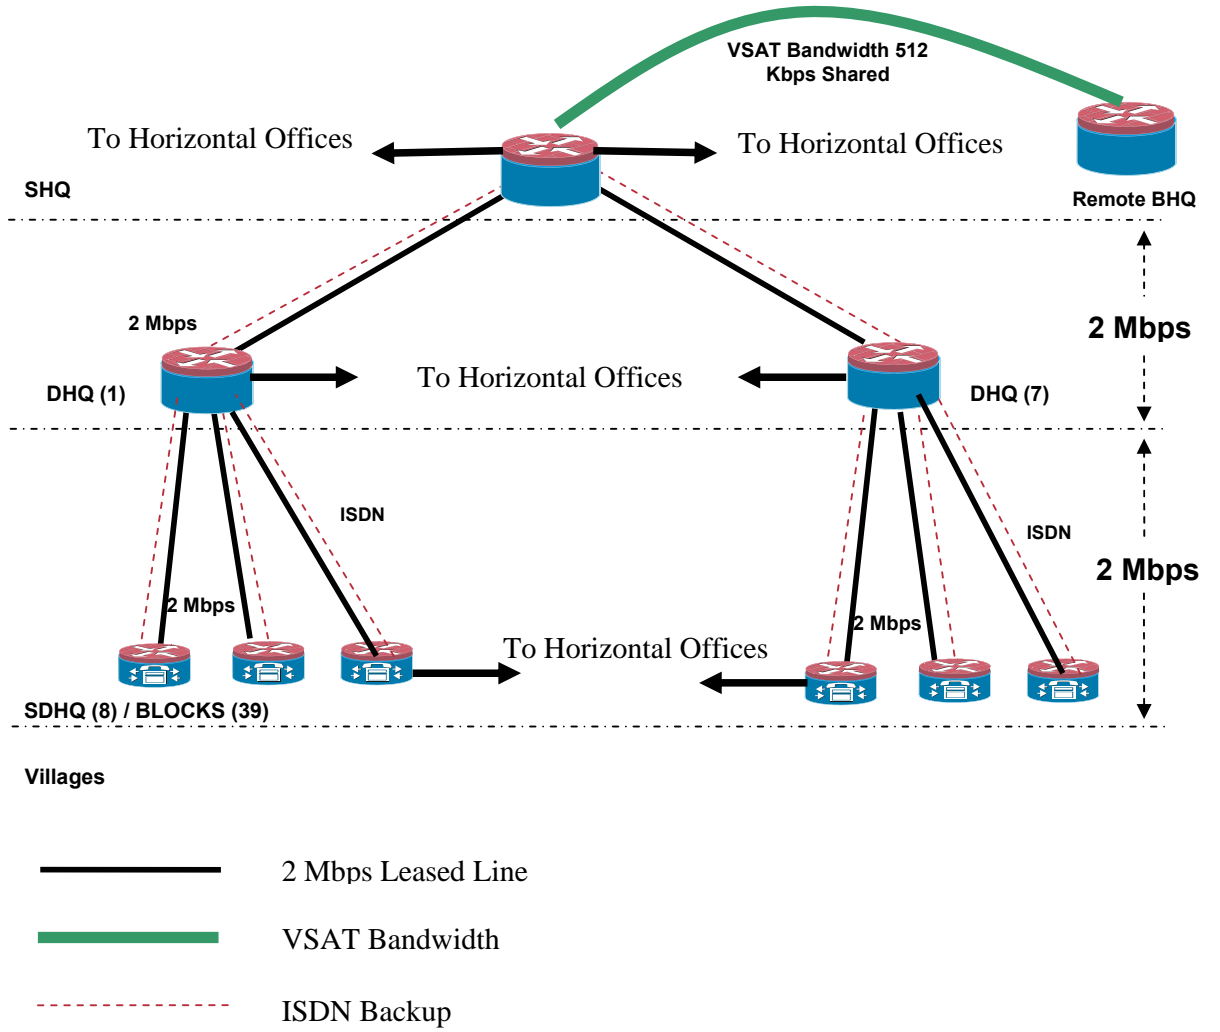 VSAT Bandwidth 512
Kbps Shared
To Horizontal Offices
To Horizontal Offices
SHQ
Remote BHQ
2 Mbps
2 Mbps
To Horizontal Offices
DHQ (1)
DHQ (7)
ISDN
ISDN
2 Mbps
2 Mbps
2 Mbps
To Horizontal Offices
SDHQ (8) / BLOCKS (39)
Villages
2 Mbps Leased Line
VSAT Bandwidth
ISDN Backup